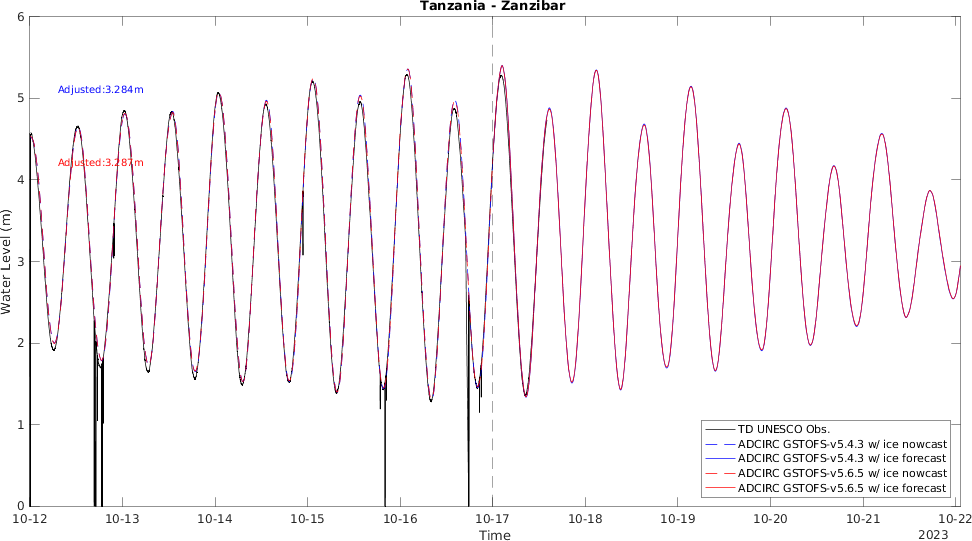 Tanzania - Zanzibar
6
5
4
3
2
1
0
Water Level (m)
Adjusted:3.284m
Adjusted:3.287m
TD UNESCO Obs.
ADCIRC GSTOFS-v5.4.3 w/ ice nowcast
ADCIRC GSTOFS-v5.4.3 w/ ice forecast
ADCIRC GSTOFS-v5.6.5 w/ ice nowcast
ADCIRC GSTOFS-v5.6.5 w/ ice forecast
10-12 10-13 10-14 10-15 10-16 10-17 10-18 10-19 10-20 10-21 10-22
Time
2023